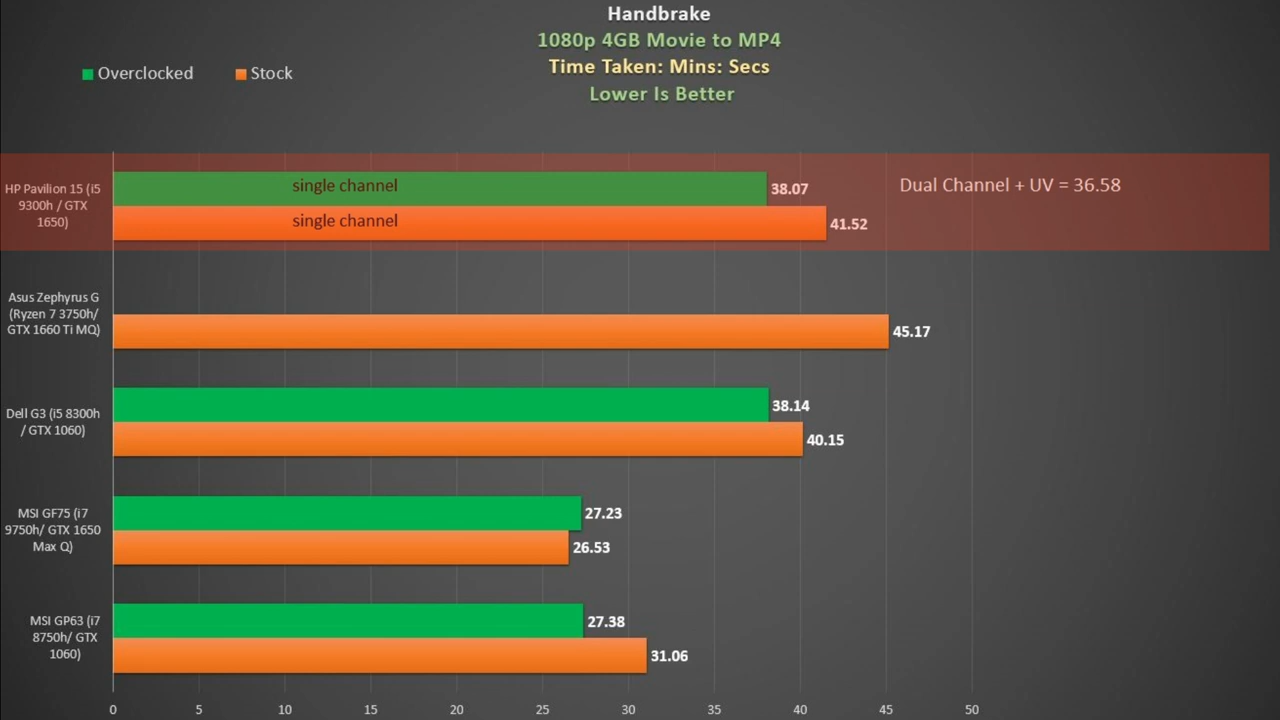 Handbrake
1080p 4GB Movie to MP4
Time Taken: Mins: Secs
Lower Is Better
Overclocked
Stock
HP Pavilion 15 (i5
9300h / GTX
1650)
single channel
38.07
Dual Channel + UV = 36.58
single channel
41.52
Asus Zephyrus G
(Ryzen 7 3750h/
GTX 1660 Ti MQ)
45.17
Dell G3 (i5 8300h
/ GTX 1060)
38.14
40.15
MSI GF75 (i7
9750h/ GTX 1650
Max Q)
27.23
26.53
MSI GP63 (i7
8750h/ GTX
1060)
27.38
31.06
0 5 10 15 20 25 30 35 40 45 50